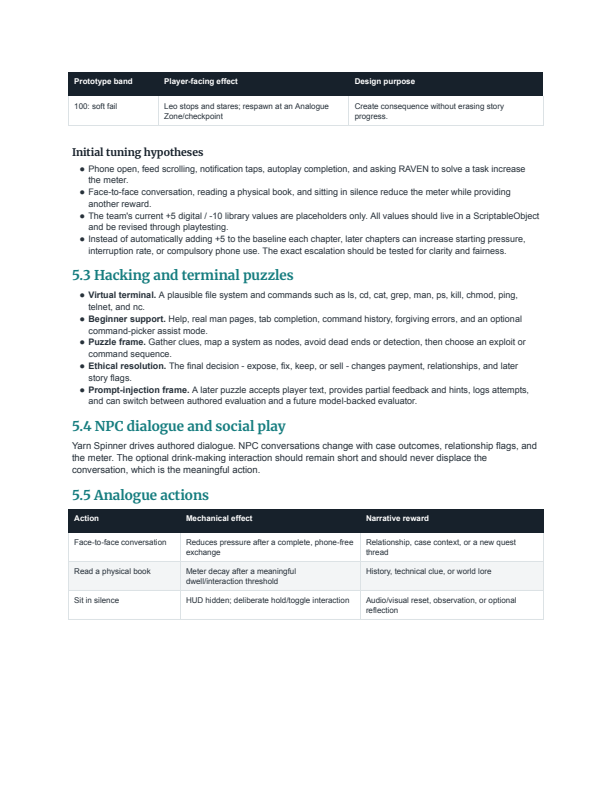 Prototype band Player-facing effect Design purpose
100: soft fail Leo stops and stares; respawn at an Analogue Create consequence without erasing story
Zone/checkpoint progress.
Initial tuning hypotheses
● Phone open, feed scrolling, notification taps, autoplay completion, and asking RAVEN to solve a task increase
the meter.
● Face-to-face conversation, reading a physical book, and sitting in silence reduce the meter while providing
another reward.
● The team's current +5 digital / -10 library values are placeholders only. All values should live in a ScriptableObject
and be revised through playtesting.
● Instead of automatically adding +5 to the baseline each chapter, later chapters can increase starting pressure,
interruption rate, or compulsory phone use. The exact escalation should be tested for clarity and fairness.
5.3 Hacking and terminal puzzles
● Virtual terminal. A plausible file system and commands such as ls, cd, cat, grep, man, ps, kill, chmod, ping,
telnet, and nc.
● Beginner support. Help, real man pages, tab completion, command history, forgiving errors, and an optional
command-picker assist mode.
● Puzzle frame. Gather clues, map a system as nodes, avoid dead ends or detection, then choose an exploit or
command sequence.
● Ethical resolution. The final decision - expose, fix, keep, or sell - changes payment, relationships, and later
story flags.
● Prompt-injection frame. A later puzzle accepts player text, provides partial feedback and hints, logs attempts,
and can switch between authored evaluation and a future model-backed evaluator.
5.4 NPC dialogue and social play
Yarn Spinner drives authored dialogue. NPC conversations change with case outcomes, relationship flags, and
the meter. The optional drink-making interaction should remain short and should never displace the
conversation, which is the meaningful action.
5.5 Analogue actions
Action Mechanical effect Narrative reward
Face-to-face conversation Reduces pressure after a complete, phone-free Relationship, case context, or a new quest
exchange thread
Read a physical book Meter decay after a meaningful History, technical clue, or world lore
dwell/interaction threshold
Sit in silence HUD hidden; deliberate hold/toggle interaction Audio/visual reset, observation, or optional
reflection